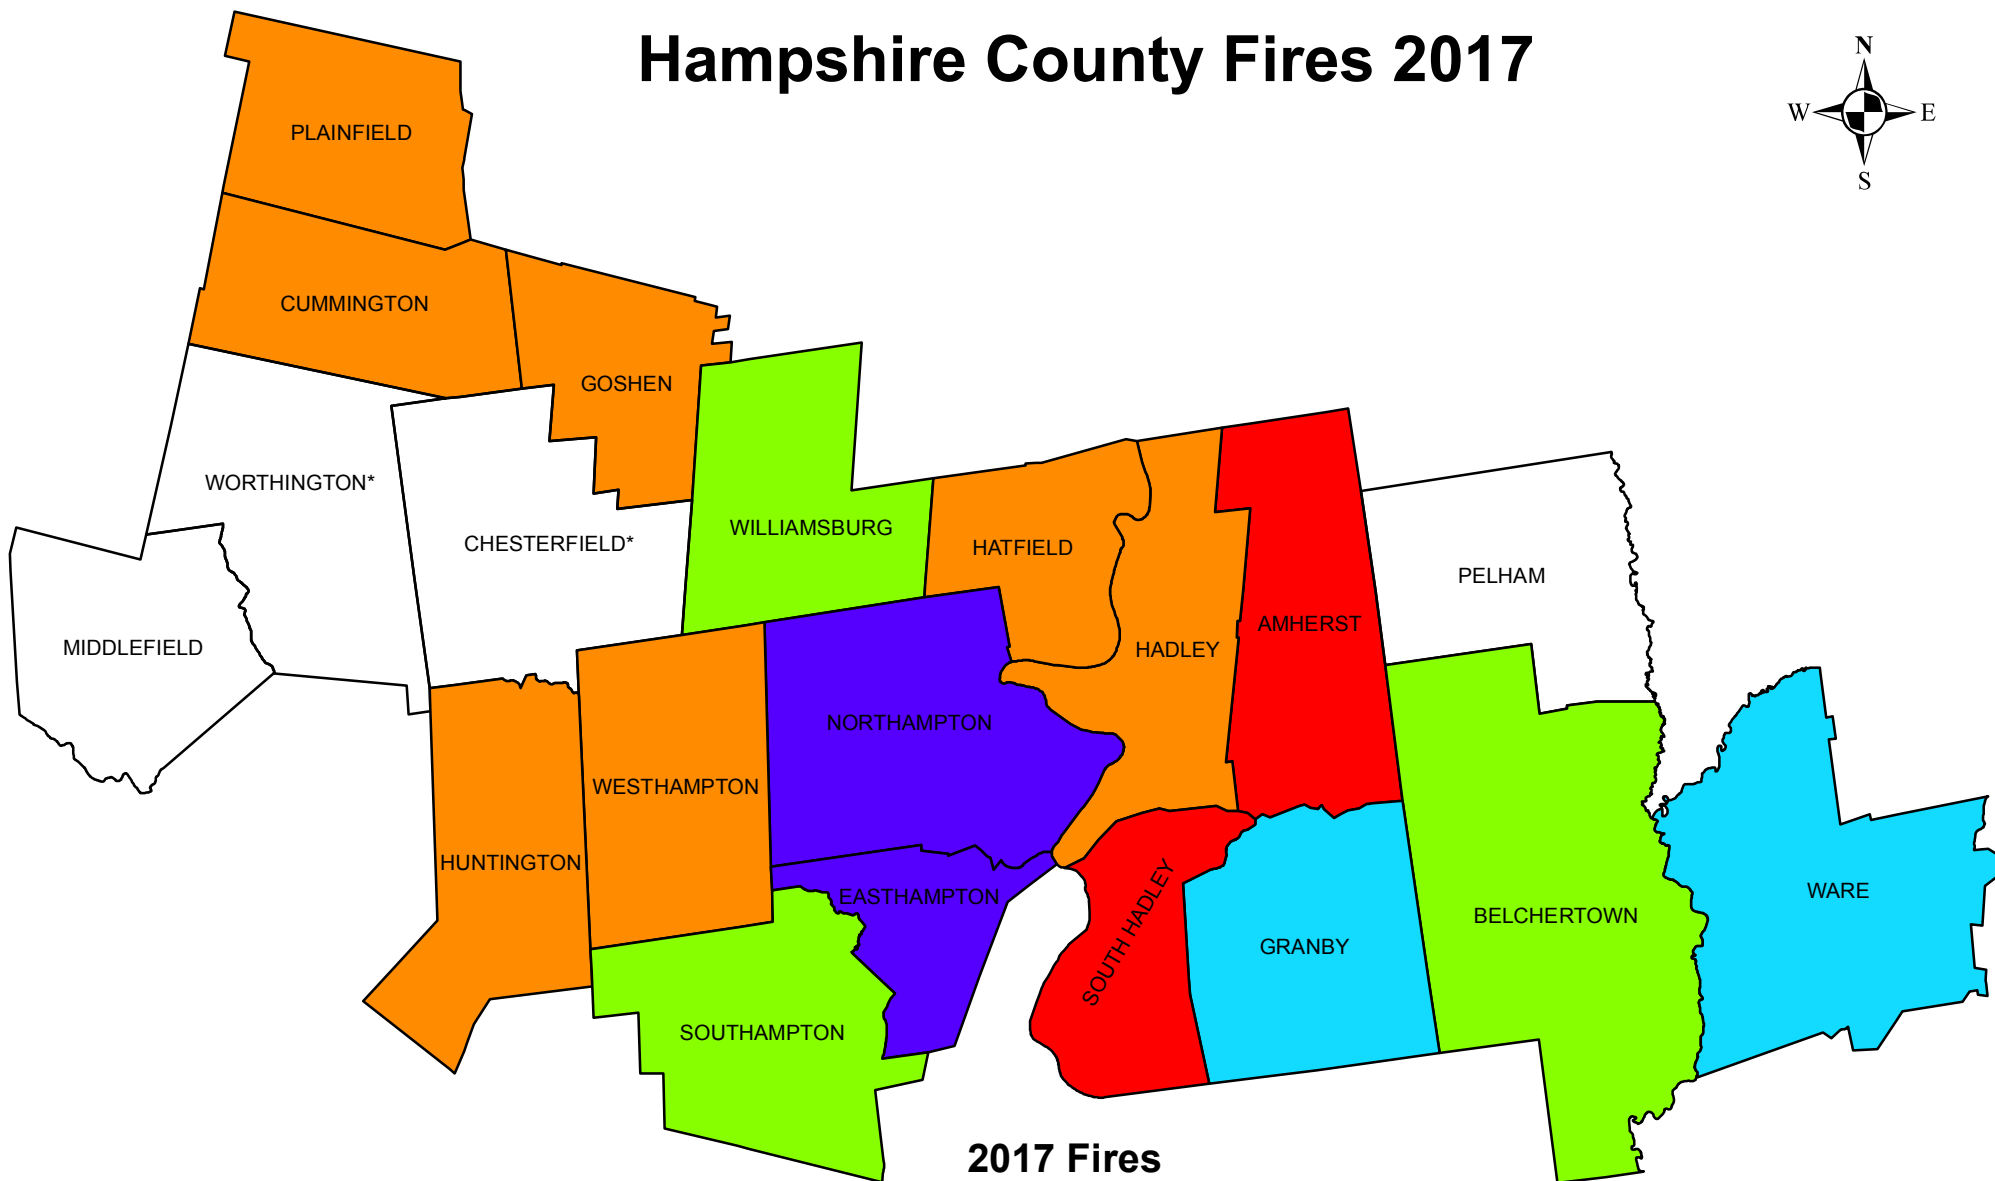 Hampshire County Fires 2017
N
W E
S
PLAINFIELD
CUMMINGTON
GOSHEN
WORTHINGTON*
CHESTERFIELD*
WILLIAMSBURG
HATFIELD
PELHAM
AMHERST
MIDDLEFIELD
HADLEY
NORTHAMPTON
WESTHAMPTON
HUNTINGTON
EASTHAMPTON
SOUTH HADLEY
WARE
BELCHERTOWN
GRANBY
SOUTHAMPTON
2017 Fires